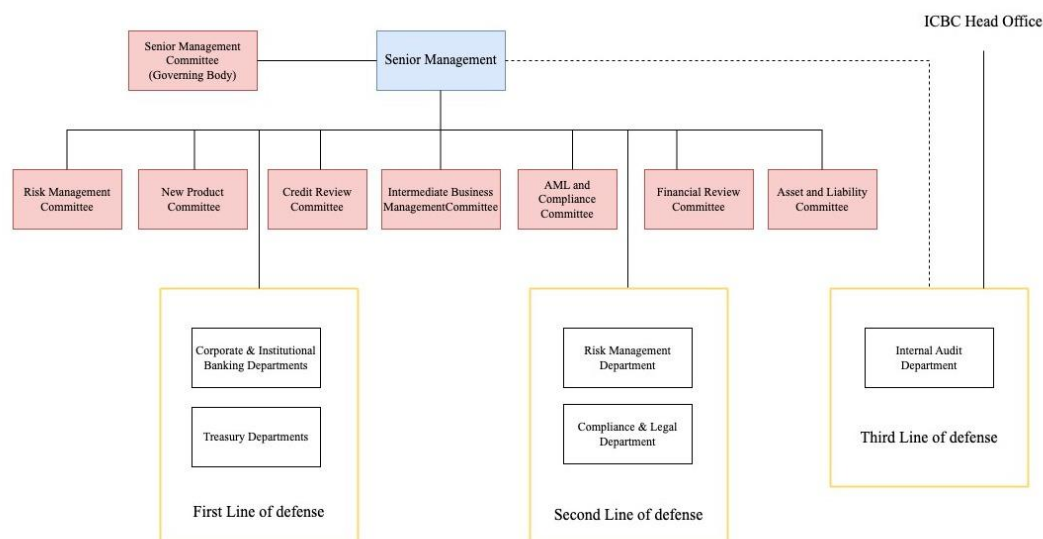 ICBC Head Office
Senior Management
Committee
(Governing Body)
Senior Management
Risk Management
Committee
New Product
Committee
Credit Review
Committee
Intermediate Business
ManagementCommittee
AML and
Compliance
Committee
Financial Review
Committee
Asset and Liability
Committee
Corporate & Institutional
Banking Departments
Treasury Departments
First Line of defense
Risk Management
Department
Compliance & Legal
Department
Second Line of defense
Internal Audit
Department
Third Line of defense